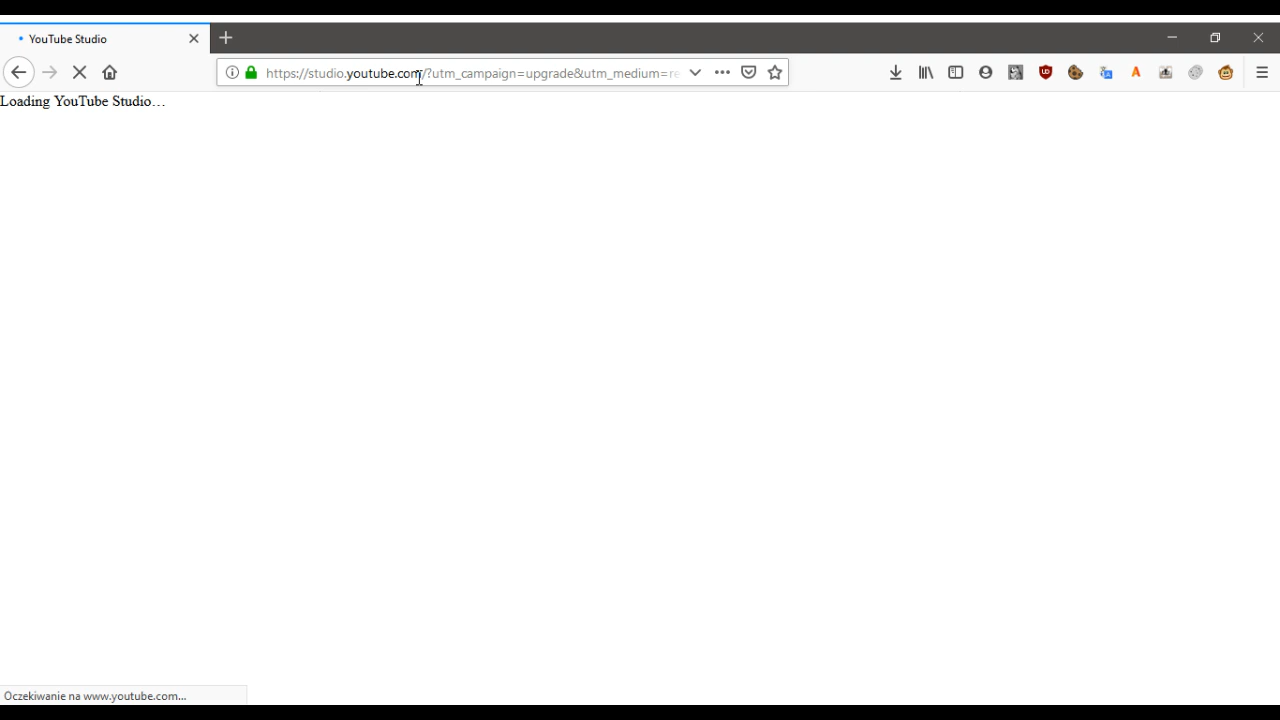 YouTube Studio
https://studio.youtube.com/?utm_campaign=upgrade&utm_medium=re
Loading YouTube Studio…
Oczekiwanie na www.youtube.com...